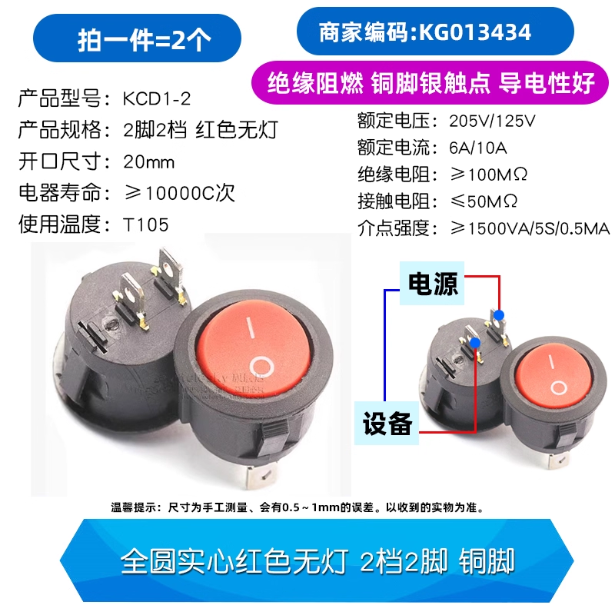 拍一件=2个
商家编码:KG013434
绝缘阻燃 铜脚银触点 导电性好
产品型号: KCD1-2
产品规格: 2脚2档 红色无灯
开口尺寸: 20mm
电器寿命: ≥10000C次
使用温度: T105
额定电压: 205V/125V
额定电流: 6A/10A
绝缘电阻: ≥100MΩ
接触电阻: ≤50MΩ
介点强度: ≥1500VA/5S/0.5MA
电源
设备
温馨提示: 尺寸为手工测量、会有0.5~1mm的误差。以收到的实物为准。
全圆实心红色无灯 2档2脚 铜脚